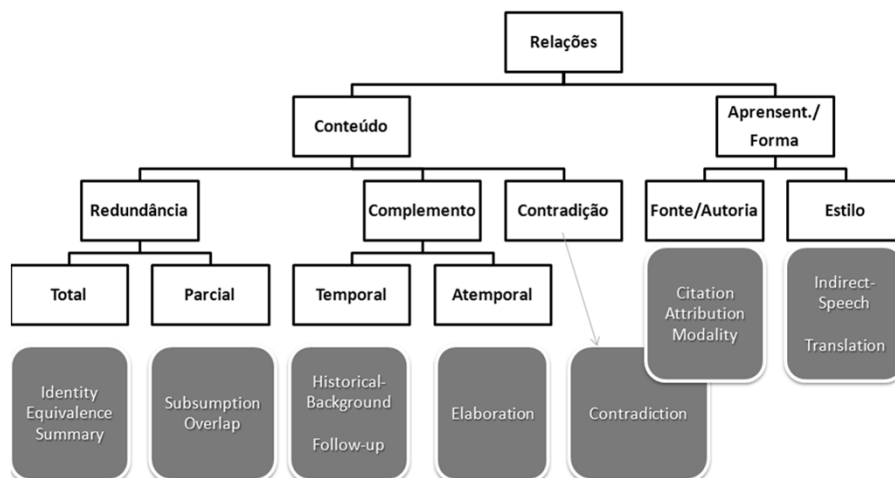 Relações
Conteúdo
Aprensent./
Forma
Redundância
Complemento
Contradição
Fonte/Autoria
Estilo
Total
Parcial
Temporal
Atemporal
Citation
Attribution
Modality
Indirect-
Speech
Translation
Identity
Equivalence
Summary
Subsumption
Overlap
Historical-
Background
Follow-up
Elaboration
Contradiction